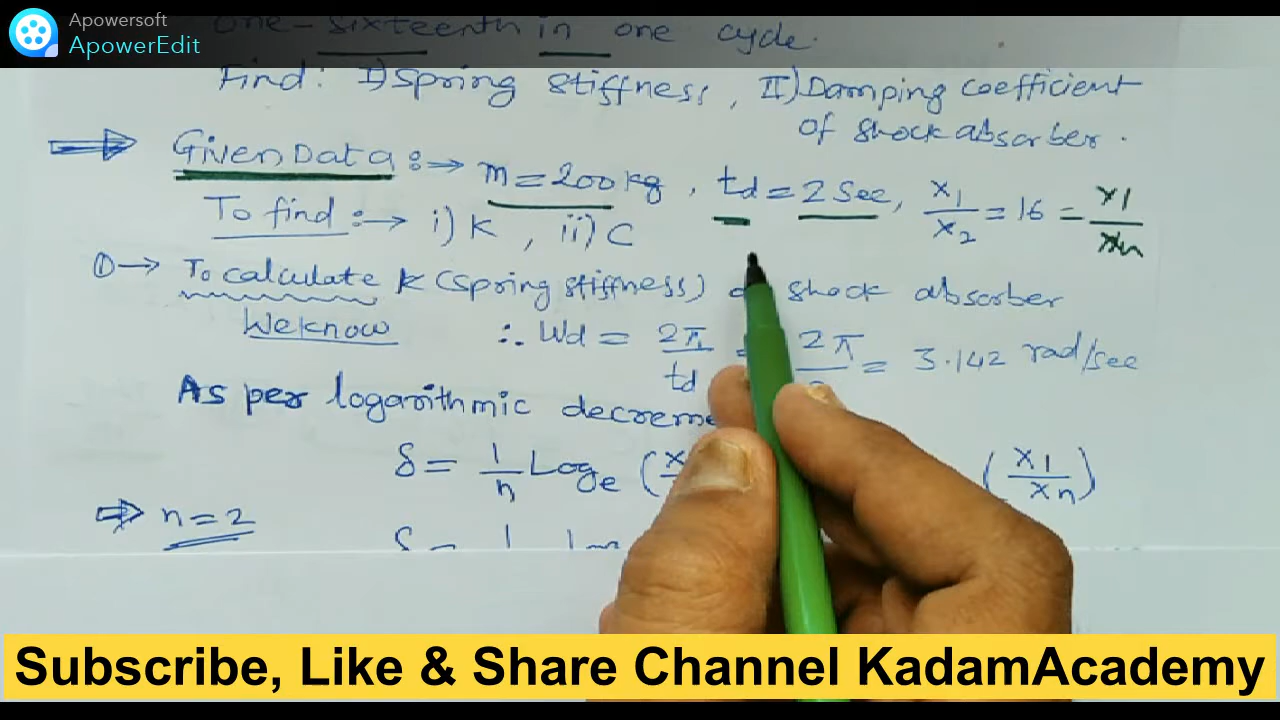 Apowersoft
ApowerEdit
One-sixteenth in one cycle.
Find: I) Spring stiffness, II) Damping coefficient
of shock absorber.
Given Data :→ m = 200 kg, td = 2 Sec, x1/x2 = 16 = x1/xn
To find :→ i) K, ii) C
①→ To calculate K (spring stiffness) shock absorber
We know ∴ Wd = 2π/td 2π = 3.142 rad/sec
As per logarithmic
δ = 1/n Loge (x1/xn)
⇒ n = 2
Subscribe, Like & Share Channel KadamAcademy